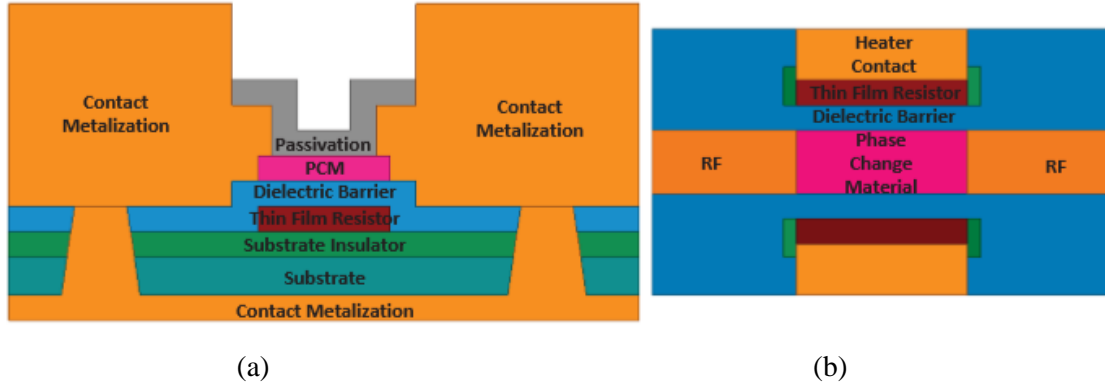 Contact
Metalization
Contact
Metalization
Passivation
PCM
Dielectric Barrier
Thin Film Resistor
Substrate Insulator
Substrate
Contact Metalization
(a)
Heater
Contact
Thin Film Resistor
Dielectric Barrier
RF
Phase
Change
Material
RF
(b)